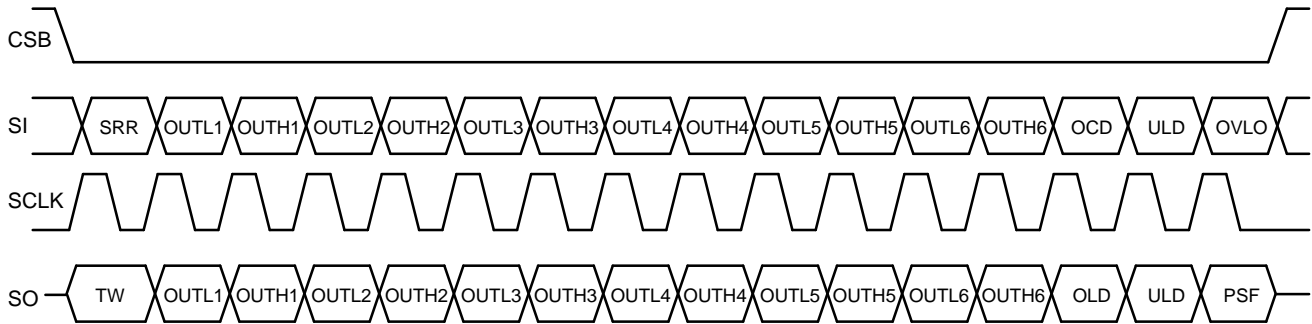 CSB
SI SRR OUTL1 OUTH1 OUTL2 OUTH2 OUTL3 OUTH3 OUTL4 OUTH4 OUTL5 OUTH5 OUTL6 OUTH6 OCD ULD OVLO
SCLK
SO TW OUTL1 OUTH1 OUTL2 OUTH2 OUTL3 OUTH3 OUTL4 OUTH4 OUTL5 OUTH5 OUTL6 OUTH6 OLD ULD PSF